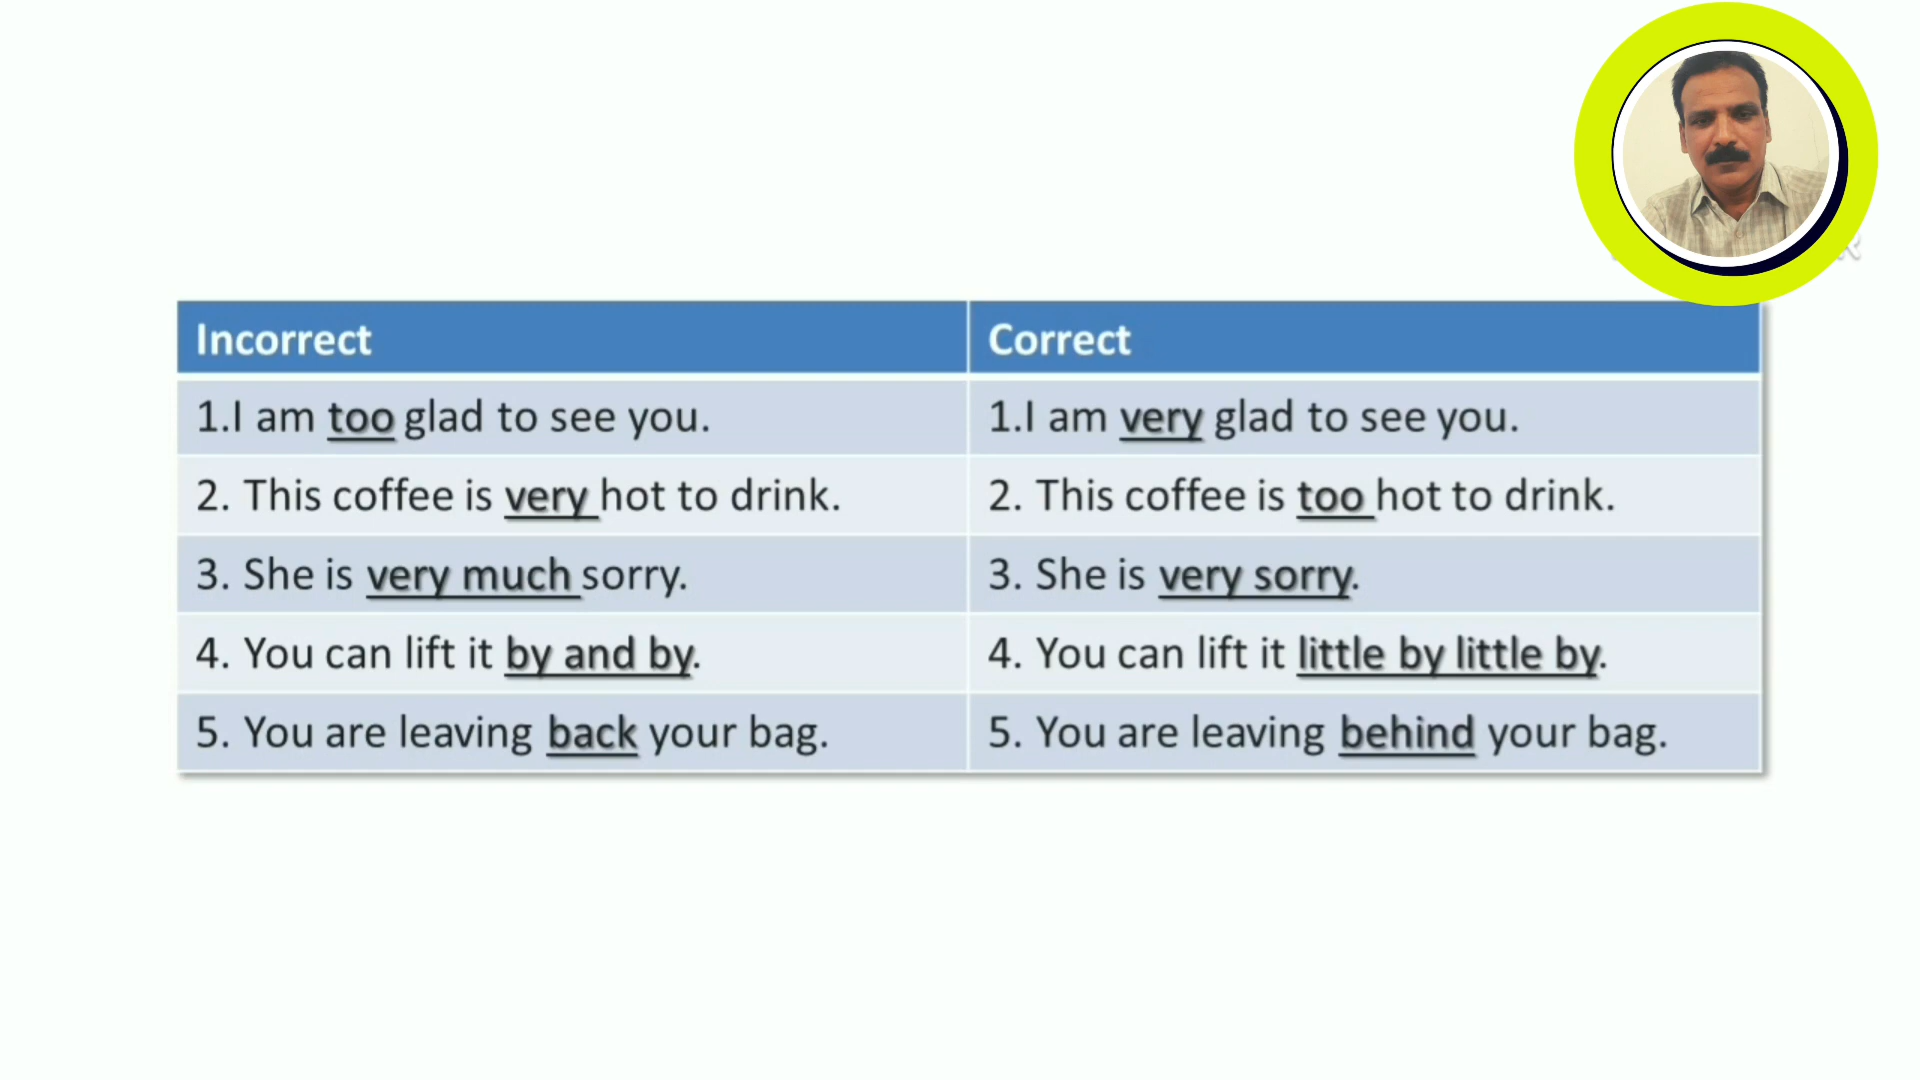 Incorrect
Correct
1.I am too glad to see you.
1.I am very glad to see you.
2. This coffee is very hot to drink.
2. This coffee is too hot to drink.
3. She is very much sorry.
3. She is very sorry.
4. You can lift it by and by.
4. You can lift it little by little by.
5. You are leaving back your bag.
5. You are leaving behind your bag.